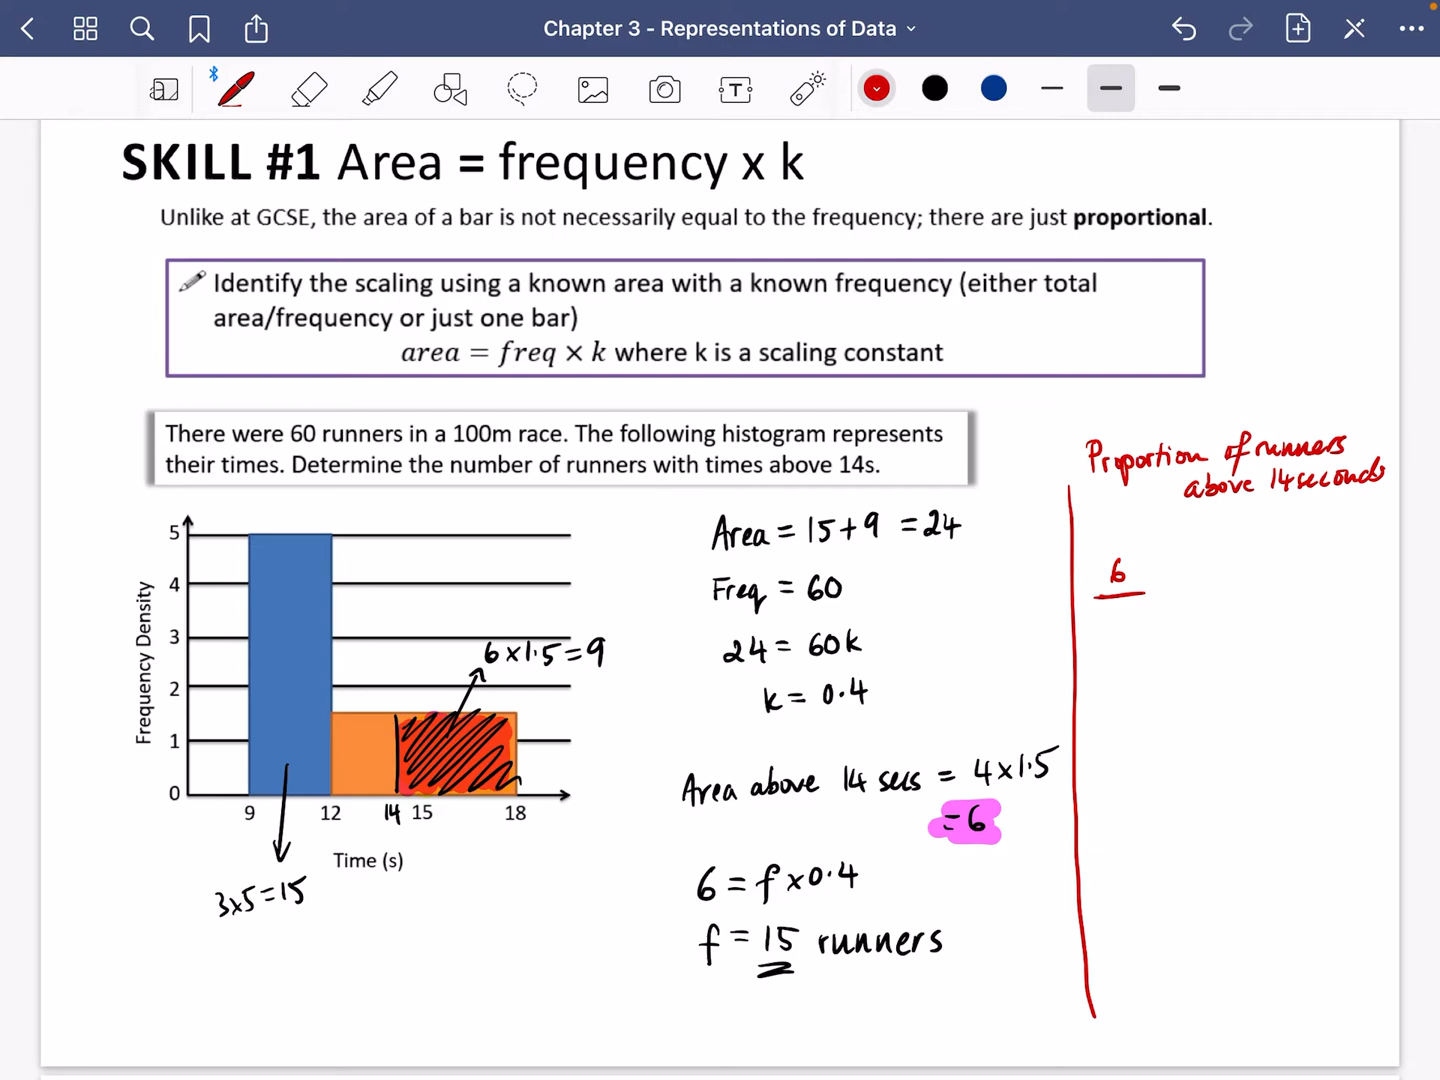 Chapter 3 - Representations of Data
T
SKILL #1 Area = frequency x k
Unlike at GCSE, the area of a bar is not necessarily equal to the frequency; there are just proportional.
Identify the scaling using a known area with a known frequency (either total
area/frequency or just one bar)
area = freq × k where k is a scaling constant
There were 60 runners in a 100m race. The following histogram represents
their times. Determine the number of runners with times above 14s.
Proportion of runners
above 14 seconds
6
Frequency Density
5
4
3
2
1
0
9
12
14
15
18
Time (s)
3x5=15
6x1.5=9
Area = 15+9 =24
Freq = 60
24 = 60k
k = 0.4
Area above 14 secs = 4x1.5
=6
6 = f x0.4
f = 15 runners